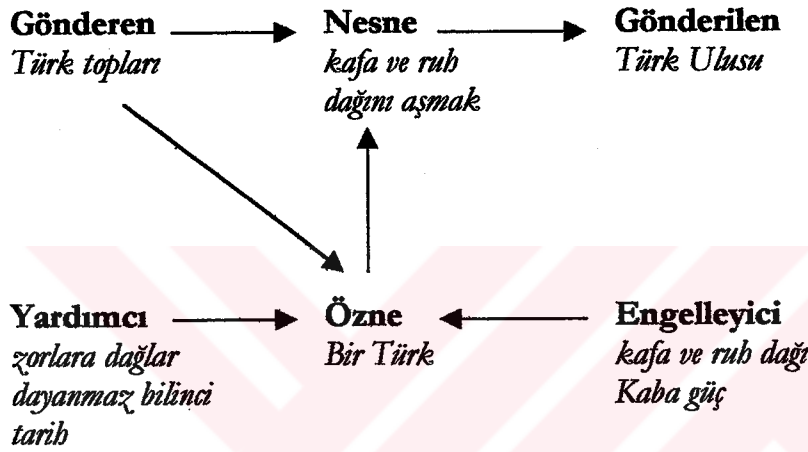 Gönderen Nesne Gönderilen
Türk topları kafa ve ruh Türk Ulusu
dağını aşmak
Yardımcı Özne Engelleyici
zorlara dağlar Bir Türk kafa ve ruh dağı
dayanmaz bilinci Kaba güç
tarih